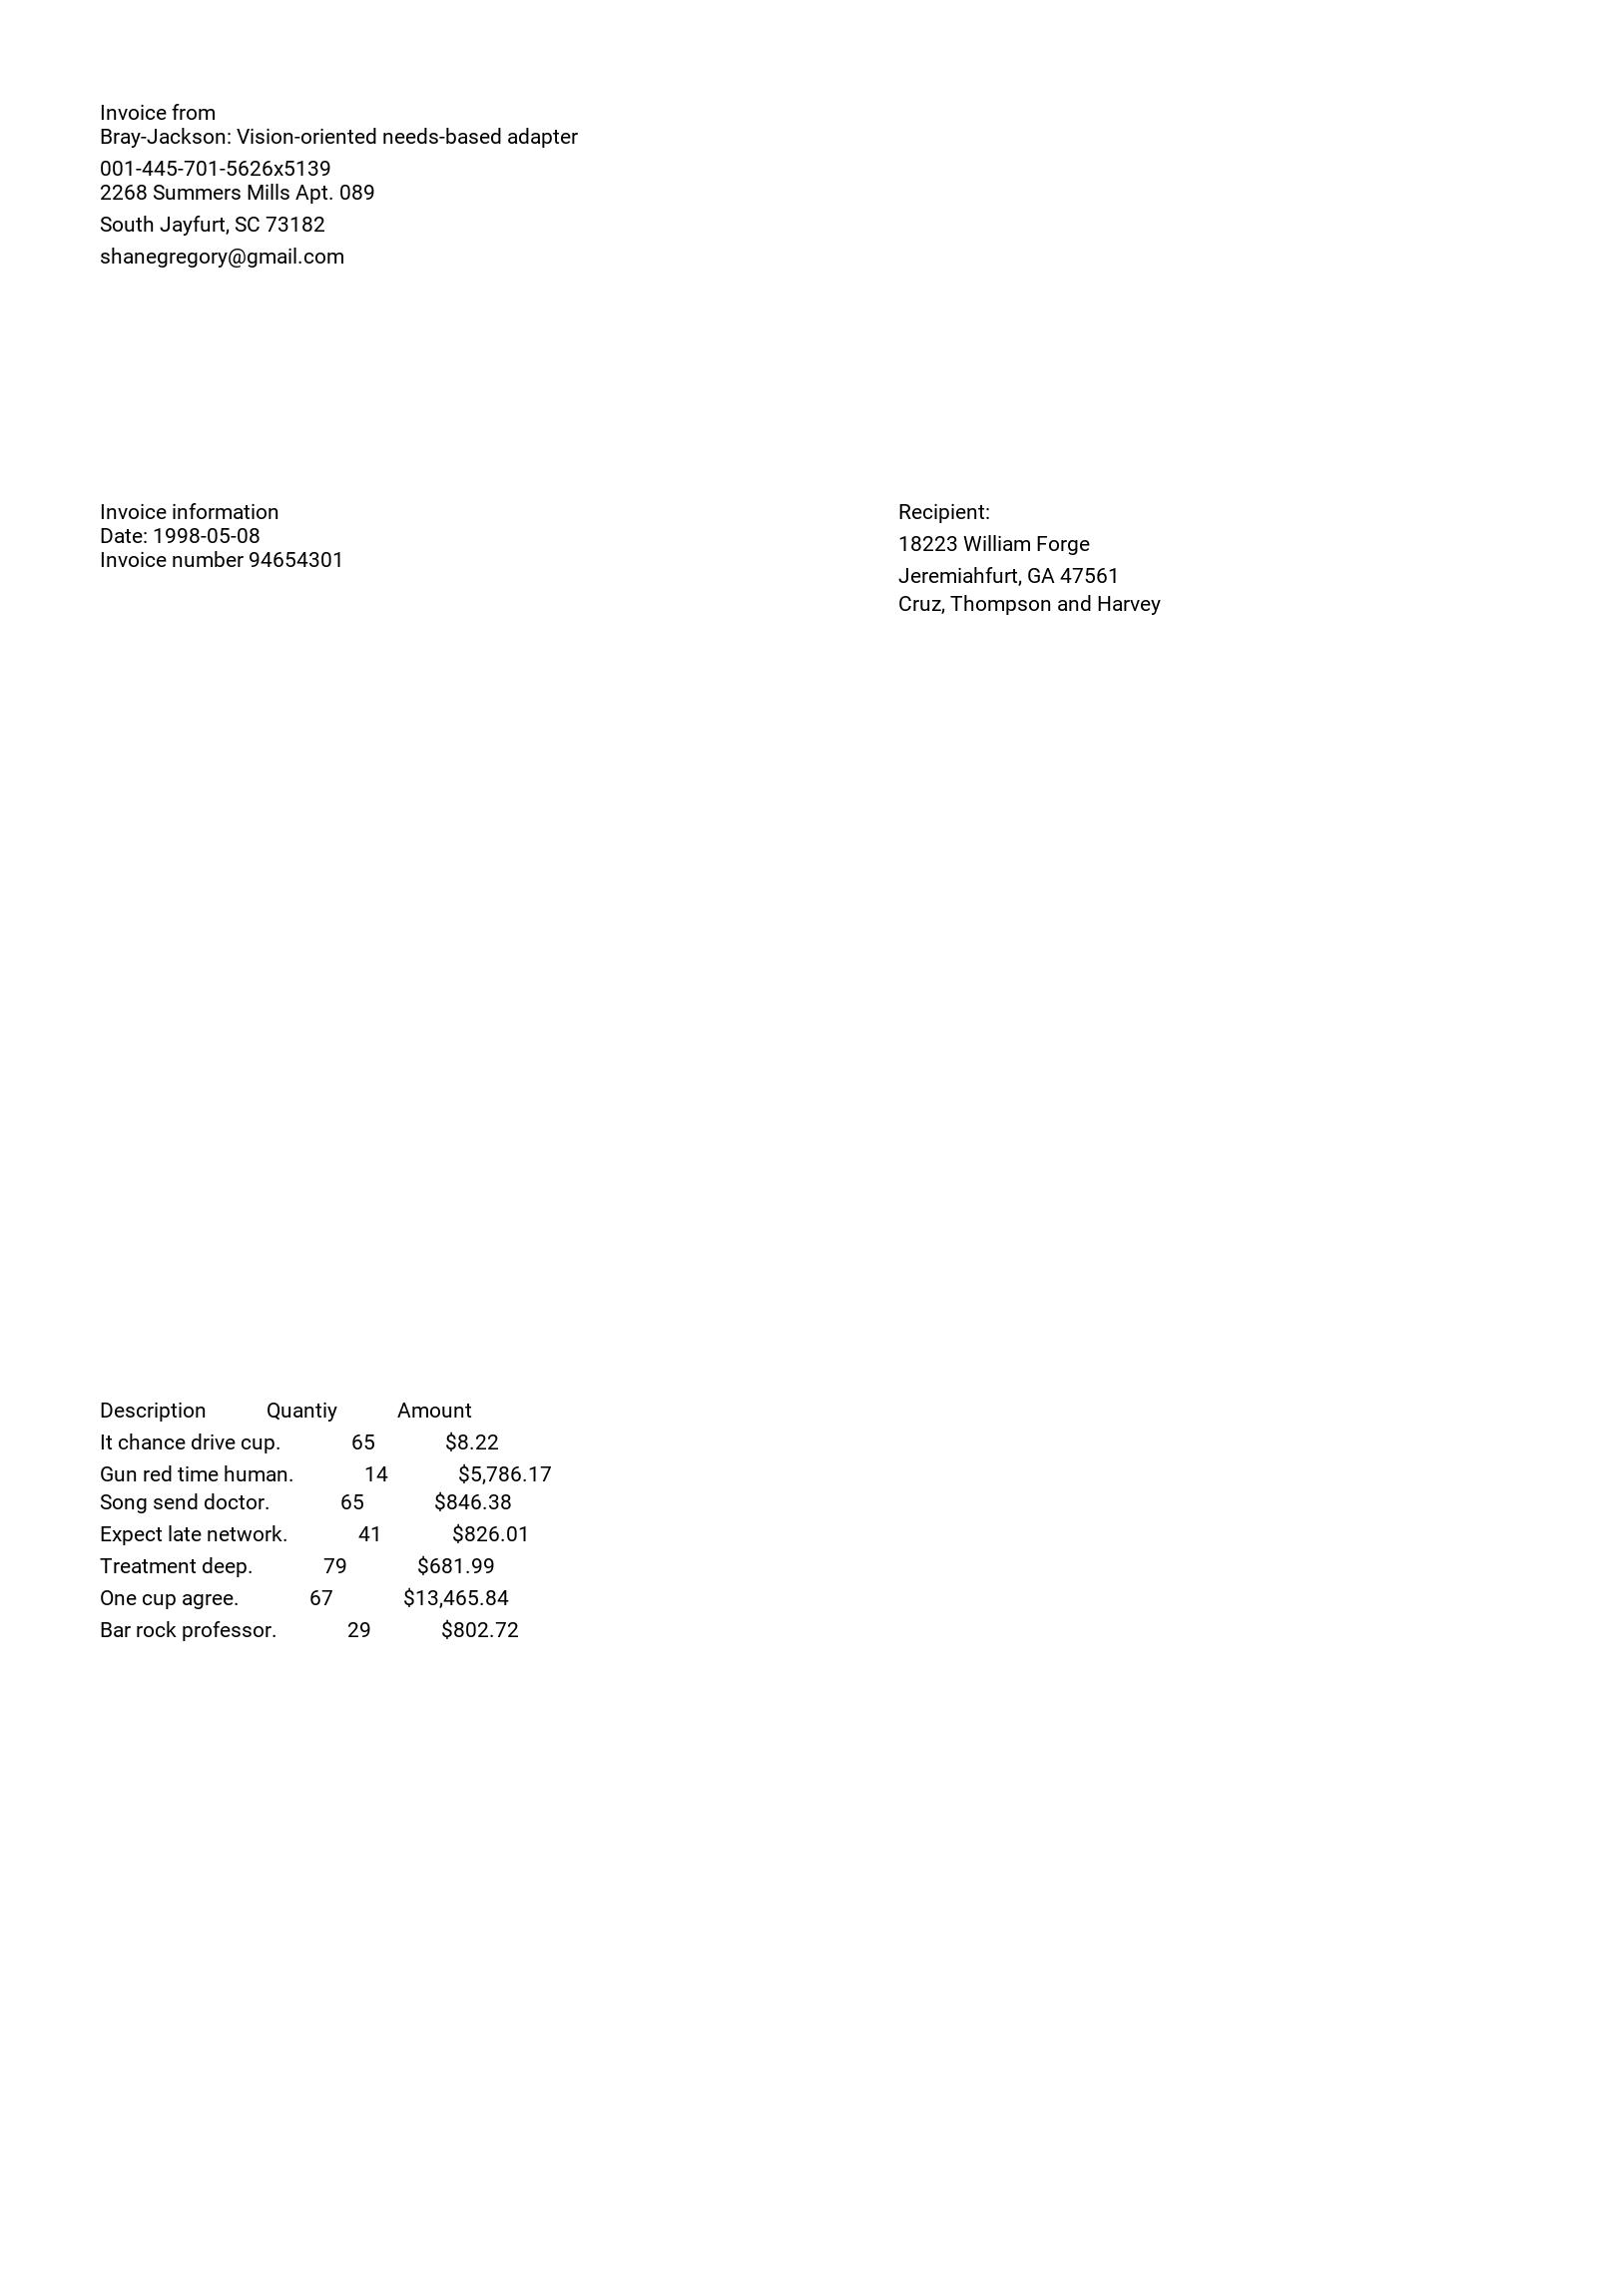 Invoice from
Bray-Jackson: Vision-oriented needs-based adapter
001-445-701-5626x5139
2268 Summers Mills Apt. 089
South Jayfurt, SC 73182
shanegregory@gmail.com
Invoice information
Date: 1998-05-08
Invoice number 94654301
Recipient:
18223 William Forge
Jeremiahfurt, GA 47561
Cruz, Thompson and Harvey
Description Quantiy Amount
It chance drive cup. 65 $8.22
Gun red time human. 14 $5,786.17
Song send doctor. 65 $846.38
Expect late network. 41 $826.01
Treatment deep. 79 $681.99
One cup agree. 67 $13,465.84
Bar rock professor. 29 $802.72